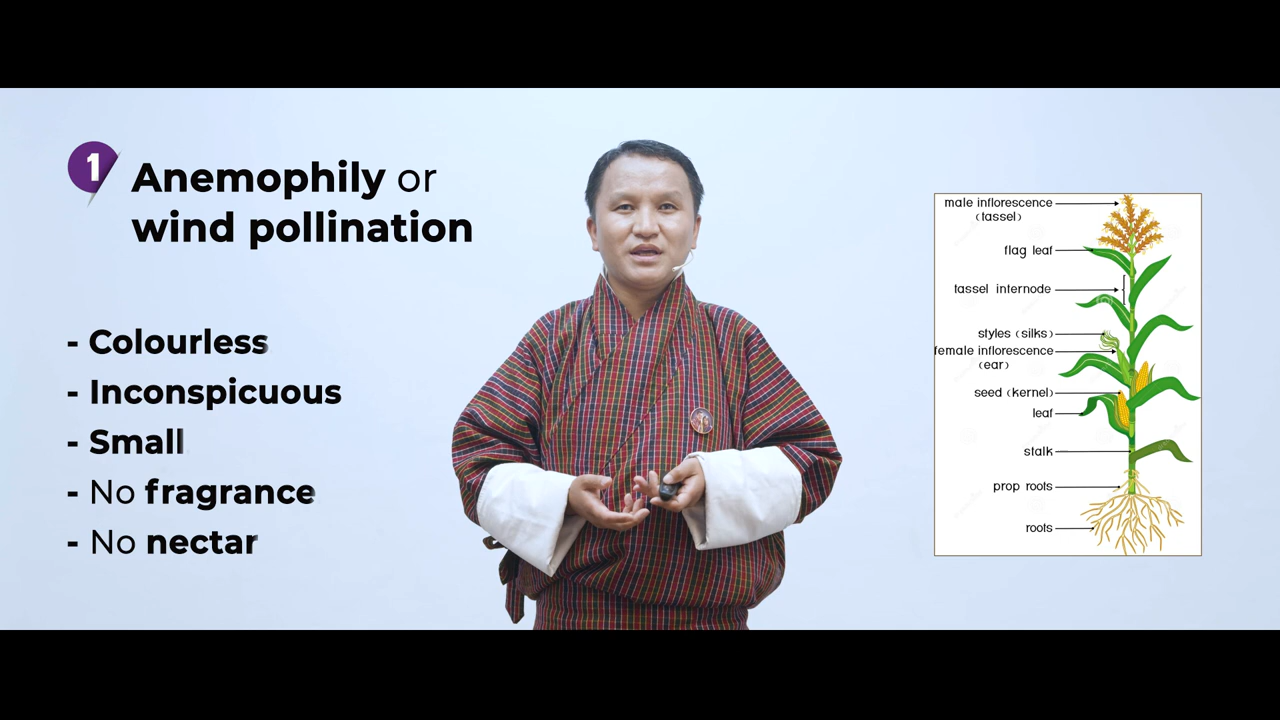 1
Anemophily or
wind pollination
- Colourless
- Inconspicuous
- Small
- No fragrance
- No nectar
male inflorescence
(tassel)
flag leaf
tassel internode
styles (silks)
female inflorescence
(ear)
seed (kernel)
leaf
stalk
prop roots
roots